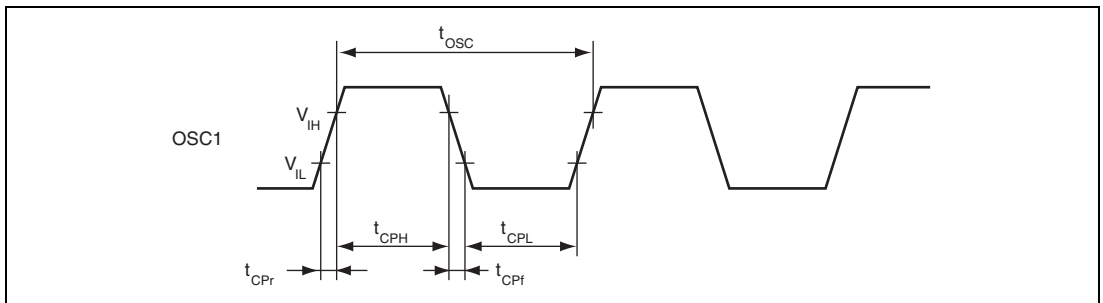 tOSC
VIH
OSC1
VIL
tCPH
tCPL
tCPr
tCPf